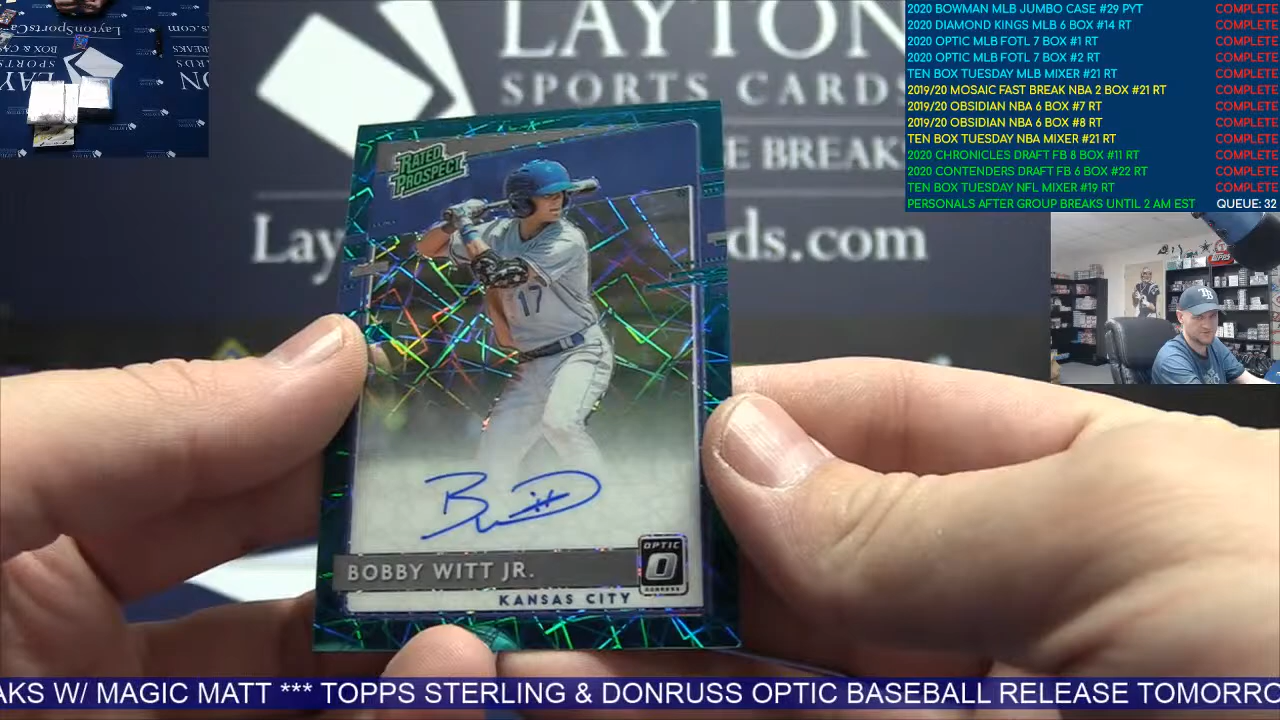 LAYTON
SPORTS CARDS
E BREAKS
Lay ds.com
2020 BOWMAN MLB JUMBO CASE #29 PYT COMPLETE
2020 DIAMOND KINGS MLB 6 BOX #14 RT COMPLETE
2020 OPTIC MLB FOTL 7 BOX #1 RT COMPLETE
2020 OPTIC MLB FOTL 7 BOX #2 RT COMPLETE
TEN BOX TUESDAY MLB MIXER #21 RT COMPLETE
2019/20 MOSAIC FAST BREAK NBA 2 BOX #21 RT COMPLETE
2019/20 OBSIDIAN NBA 6 BOX #7 RT COMPLETE
2019/20 OBSIDIAN NBA 6 BOX #8 RT COMPLETE
TEN BOX TUESDAY NBA MIXER #21 RT COMPLETE
2020 CHRONICLES DRAFT FB 8 BOX #11 RT COMPLETE
2020 CONTENDERS DRAFT FB 6 BOX #22 RT COMPLETE
TEN BOX TUESDAY NFL MIXER #19 RT COMPLETE
PERSONALS AFTER GROUP BREAKS UNTIL 2 AM EST QUEUE: 32
RATED
PROSPECT
17
OPTIC
O
DONRUSS
BOBBY WITT JR.
KANSAS CITY
AKS W/ MAGIC MATT *** TOPPS STERLING & DONRUSS OPTIC BASEBALL RELEASE TOMORRO